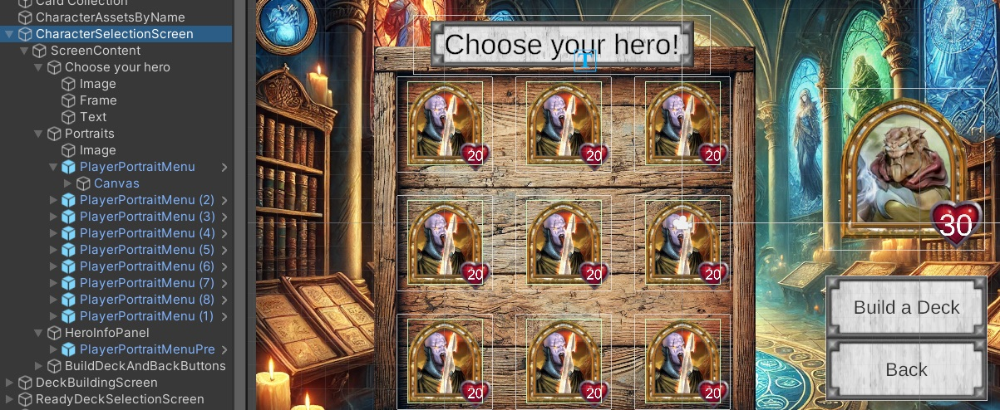 Card Collection
CharacterAssetsByName
CharacterSelectionScreen
ScreenContent
Choose your hero
Image
Frame
Text
Portraits
Image
PlayerPortraitMenu
Canvas
PlayerPortraitMenu (2)
PlayerPortraitMenu (3)
PlayerPortraitMenu (4)
PlayerPortraitMenu (5)
PlayerPortraitMenu (6)
PlayerPortraitMenu (7)
PlayerPortraitMenu (8)
PlayerPortraitMenu (1)
HeroInfoPanel
PlayerPortraitMenuPre
BuildDeckAndBackButtons
DeckBuildingScreen
ReadyDeckSelectionScreen
Choose your hero!
T
20 20 20
20 20 20
20 20 20
30
Build a Deck
Back